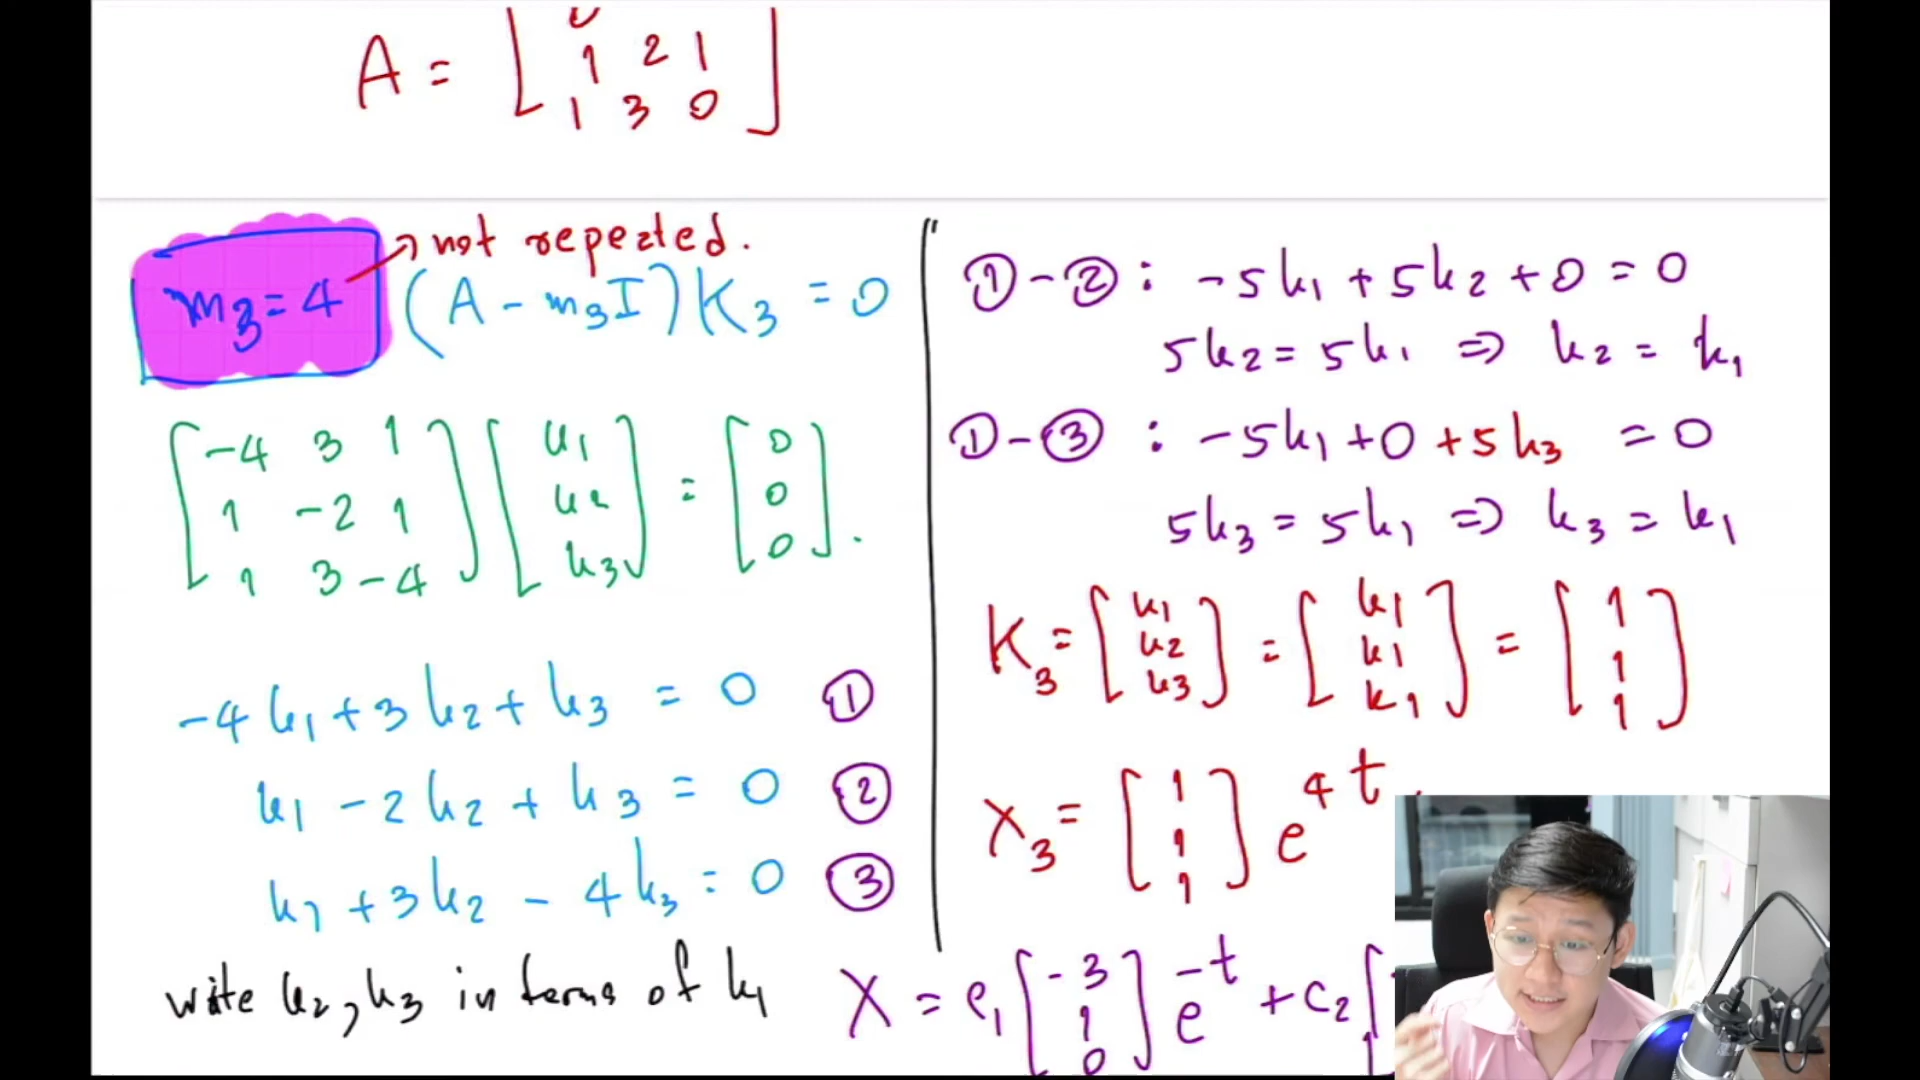 A = [ 1 2 1
1 3 0 ]
m3 = 4 → not repeated.
(A - m3I)K3 = 0
[ -4 3 1 ] [ k1 ] = [ 0 ]
[ 1 -2 1 ] [ k2 ] [ 0 ]
[ 1 3 -4 ] [ k3 ] [ 0 ] .
-4k1 + 3k2 + k3 = 0 ①
k1 - 2k2 + k3 = 0 ②
k1 + 3k2 - 4k3 = 0 ③
write k2, k3 in terms of k1
① - ② : -5k1 + 5k2 + 0 = 0
5k2 = 5k1 ⇒ k2 = k1
① - ③ : -5k1 + 0 + 5k3 = 0
5k3 = 5k1 ⇒ k3 = k1
K3 = [ k1 ] = [ k1 ] = [ 1 ]
[ k2 ] [ k1 ] [ 1 ]
[ k3 ] [ k1 ] [ 1 ]
X3 = [ 1 ] e^4t
[ 1 ]
[ 1 ]
X = c1 [ -3 ] e^-t + c2 [
[ 1 ]
[ 0 ]